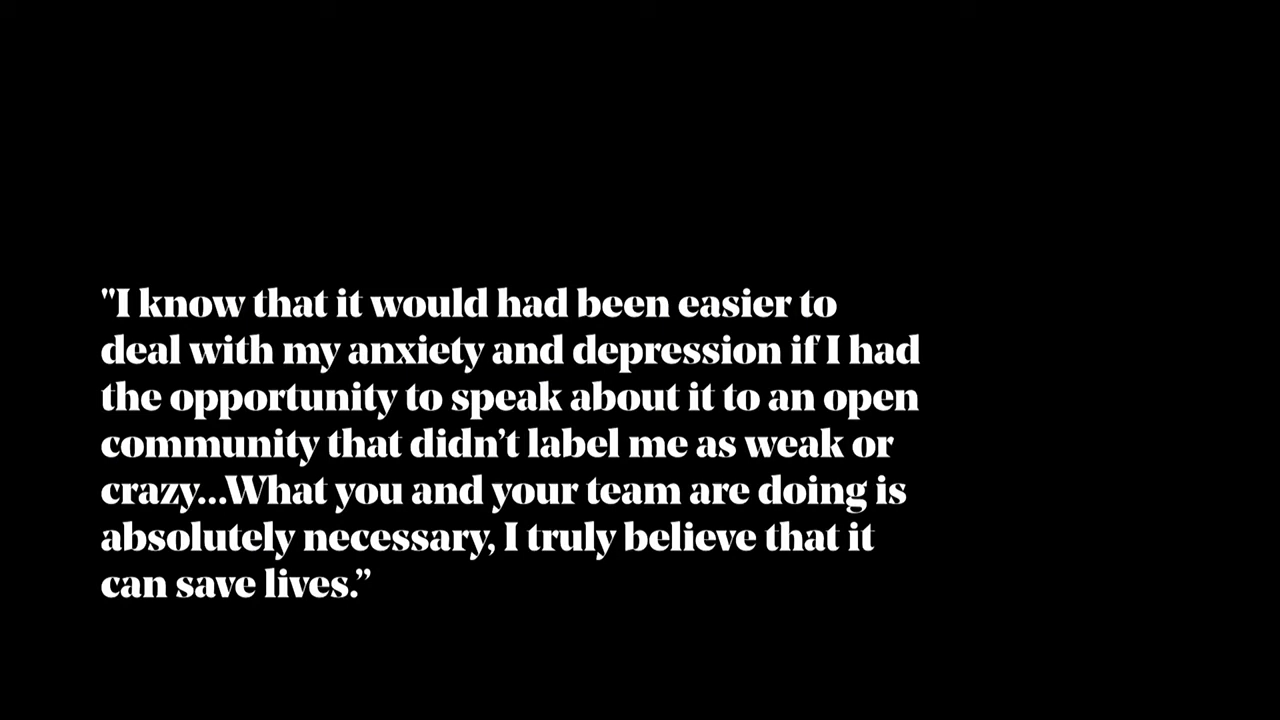 "I know that it would had been easier to
deal with my anxiety and depression if I had
the opportunity to speak about it to an open
community that didn’t label me as weak or
crazy...What you and your team are doing is
absolutely necessary, I truly believe that it
can save lives.”